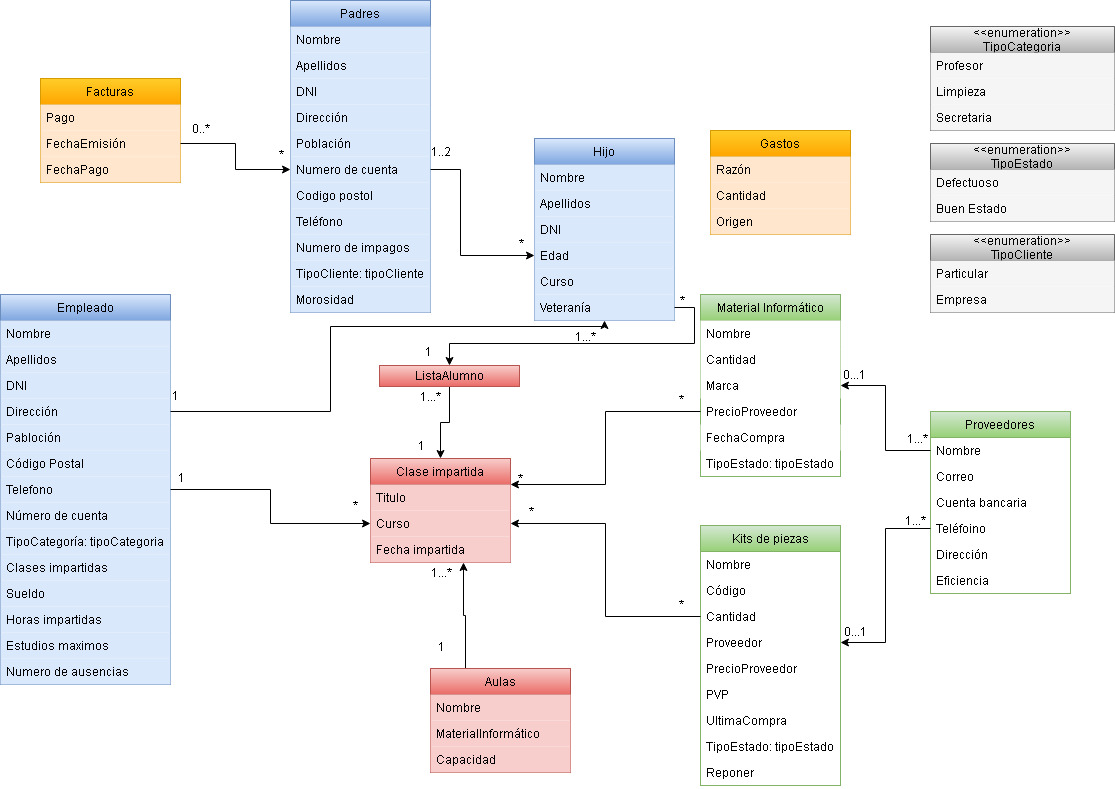 Padres
Nombre
Apellidos
DNI
Dirección
Población
Numero de cuenta
Codigo postol
Teléfono
Numero de impagos
TipoCliente: tipoCliente
Morosidad
Facturas
Pago
FechaEmisión
FechaPago
0..*
*
1..2
*
Hijo
Nombre
Apellidos
DNI
Edad
Curso
Veteranía
Gastos
Razón
Cantidad
Origen
<<enumeration>>
TipoCategoria
Profesor
Limpieza
Secretaria
<<enumeration>>
TipoEstado
Defectuoso
Buen Estado
<<enumeration>>
TipoCliente
Particular
Empresa
Empleado
Nombre
Apellidos
DNI
Dirección
Pabloción
Código Postal
Telefono
Número de cuenta
TipoCategoría: tipoCategoria
Clases impartidas
Sueldo
Horas impartidas
Estudios maximos
Numero de ausencias
1
1...*
*
1
ListaAlumno
1...*
1
1
*
Clase impartida
Titulo
Curso
Fecha impartida
*
*
*
*
1...*
1
Aulas
Nombre
MaterialInformático
Capacidad
Material Informático
Nombre
Cantidad
Marca
PrecioProveedor
FechaCompra
TipoEstado: tipoEstado
0...1
1...*
Proveedores
Nombre
Correo
Cuenta bancaria
Teléfoino
Dirección
Eficiencia
1...*
0...1
Kits de piezas
Nombre
Código
Cantidad
Proveedor
PrecioProveedor
PVP
UltimaCompra
TipoEstado: tipoEstado
Reponer